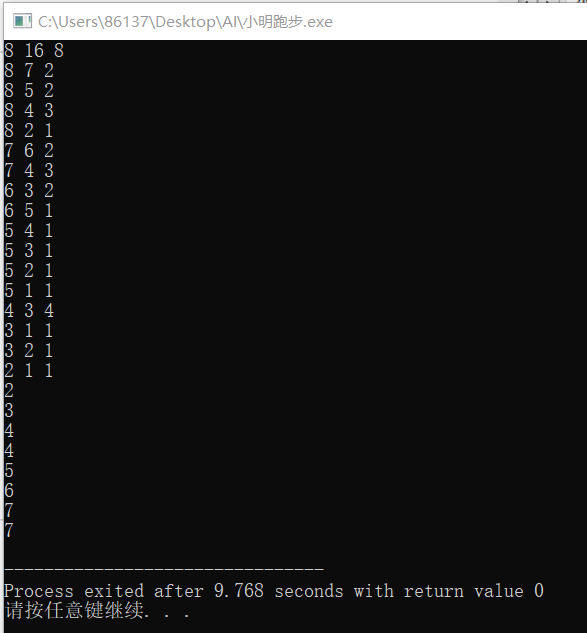 C:\Users\86137\Desktop\AI\小明跑步.exe
8 16 8
8 7 2
8 5 2
8 4 3
8 2 1
7 6 2
7 4 3
6 3 2
6 5 1
5 4 1
5 3 1
5 2 1
5 1 1
4 3 4
3 1 1
3 2 1
2 1 1
2
3
4
4
5
6
7
7
--------------------------------
Process exited after 9.768 seconds with return value 0
请按任意键继续. . .